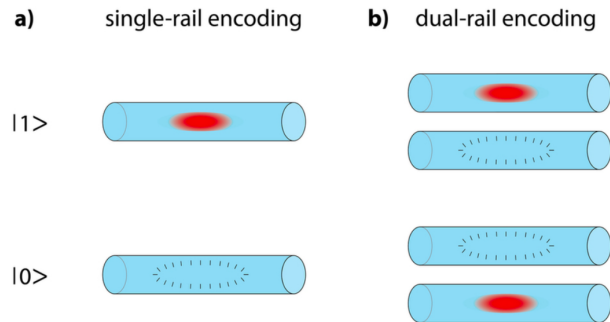 a) single-rail encoding b) dual-rail encoding
|1>
|0>